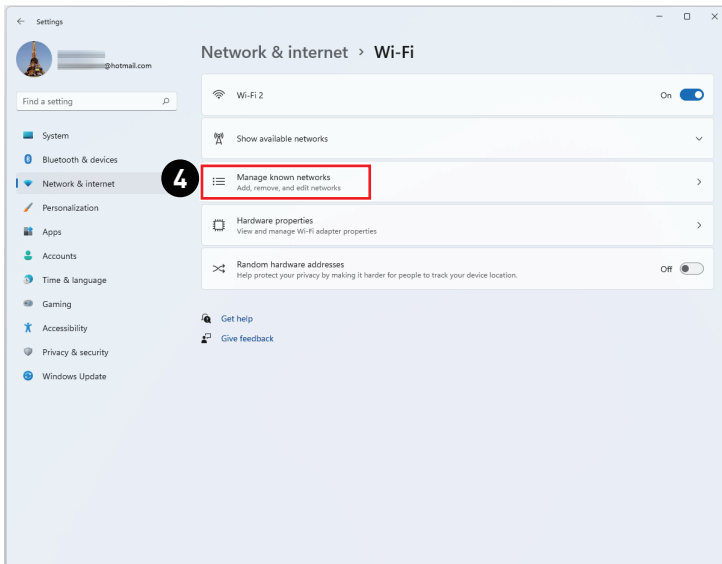 Settings
@hotmail.com
Find a setting
System
Bluetooth & devices
Network & internet
Personalization
Apps
Accounts
Time & language
Gaming
Accessibility
Privacy & security
Windows Update
Network & internet > Wi-Fi
Wi-Fi 2
On
Show available networks
4
Manage known networks
Add, remove, and edit networks
Hardware properties
View and manage Wi-Fi adapter properties
Random hardware addresses
Help protect your privacy by making it harder for people to track your device location.
Off
Get help
Give feedback